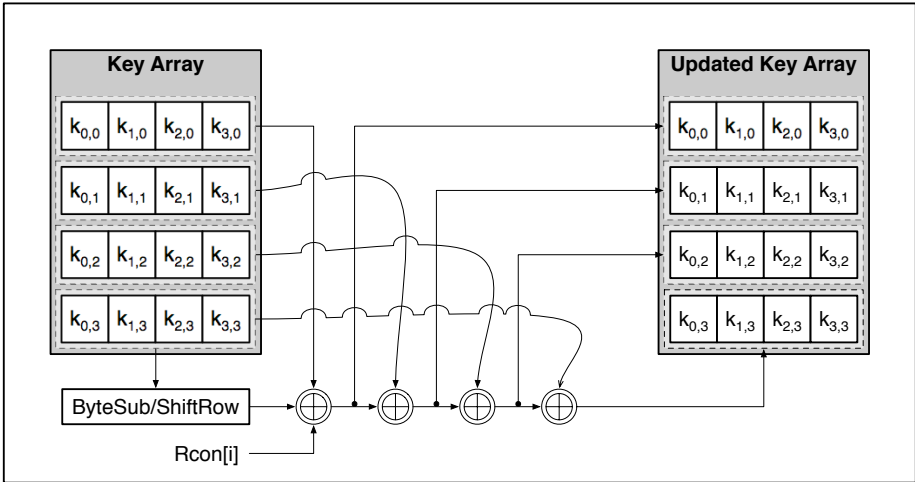 Key Array
k0,0 k1,0 k2,0 k3,0
k0,1 k1,1 k2,1 k3,1
k0,2 k1,2 k2,2 k3,2
k0,3 k1,3 k2,3 k3,3
ByteSub/ShiftRow
Rcon[i]
Updated Key Array
k0,0 k1,0 k2,0 k3,0
k0,1 k1,1 k2,1 k3,1
k0,2 k1,2 k2,2 k3,2
k0,3 k1,3 k2,3 k3,3